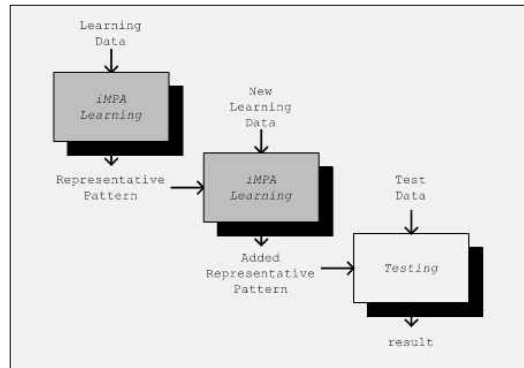 Learning
Data
iMPA
Learning
Representative
Pattern
New
Learning
Data
iMPA
Learning
Added
Representative
Pattern
Test
Data
Testing
result